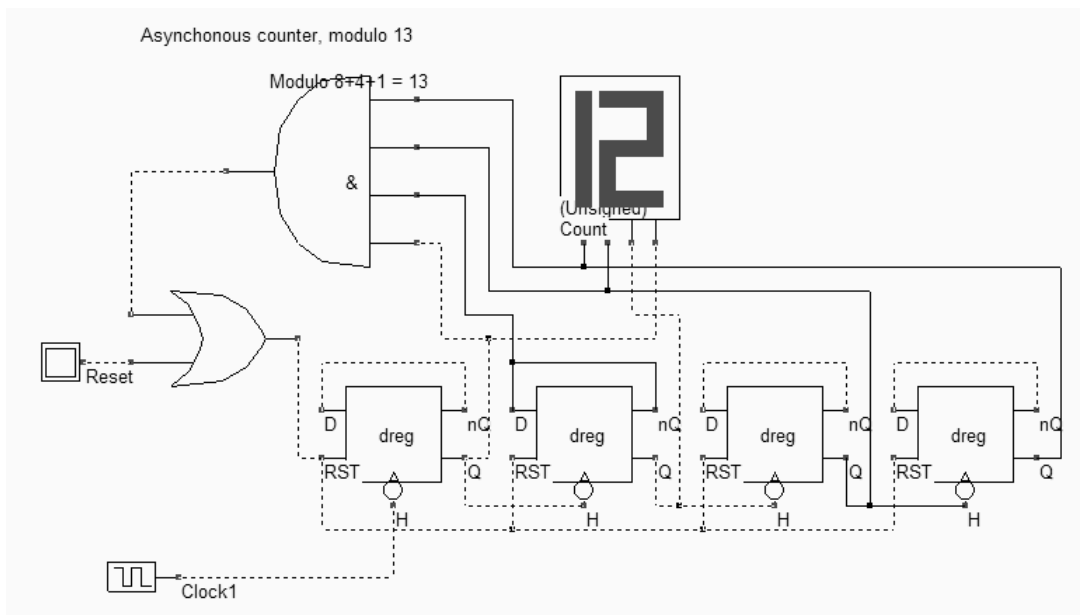 Asynchonous counter, modulo 13
Modulo 8+4+1 = 13
&
12
(Unsigned)
Count
Reset
D
dreg
nQ
RST
Q
H
D
dreg
nQ
RST
Q
H
D
dreg
nQ
RST
Q
H
D
dreg
nQ
RST
Q
H
Clock1